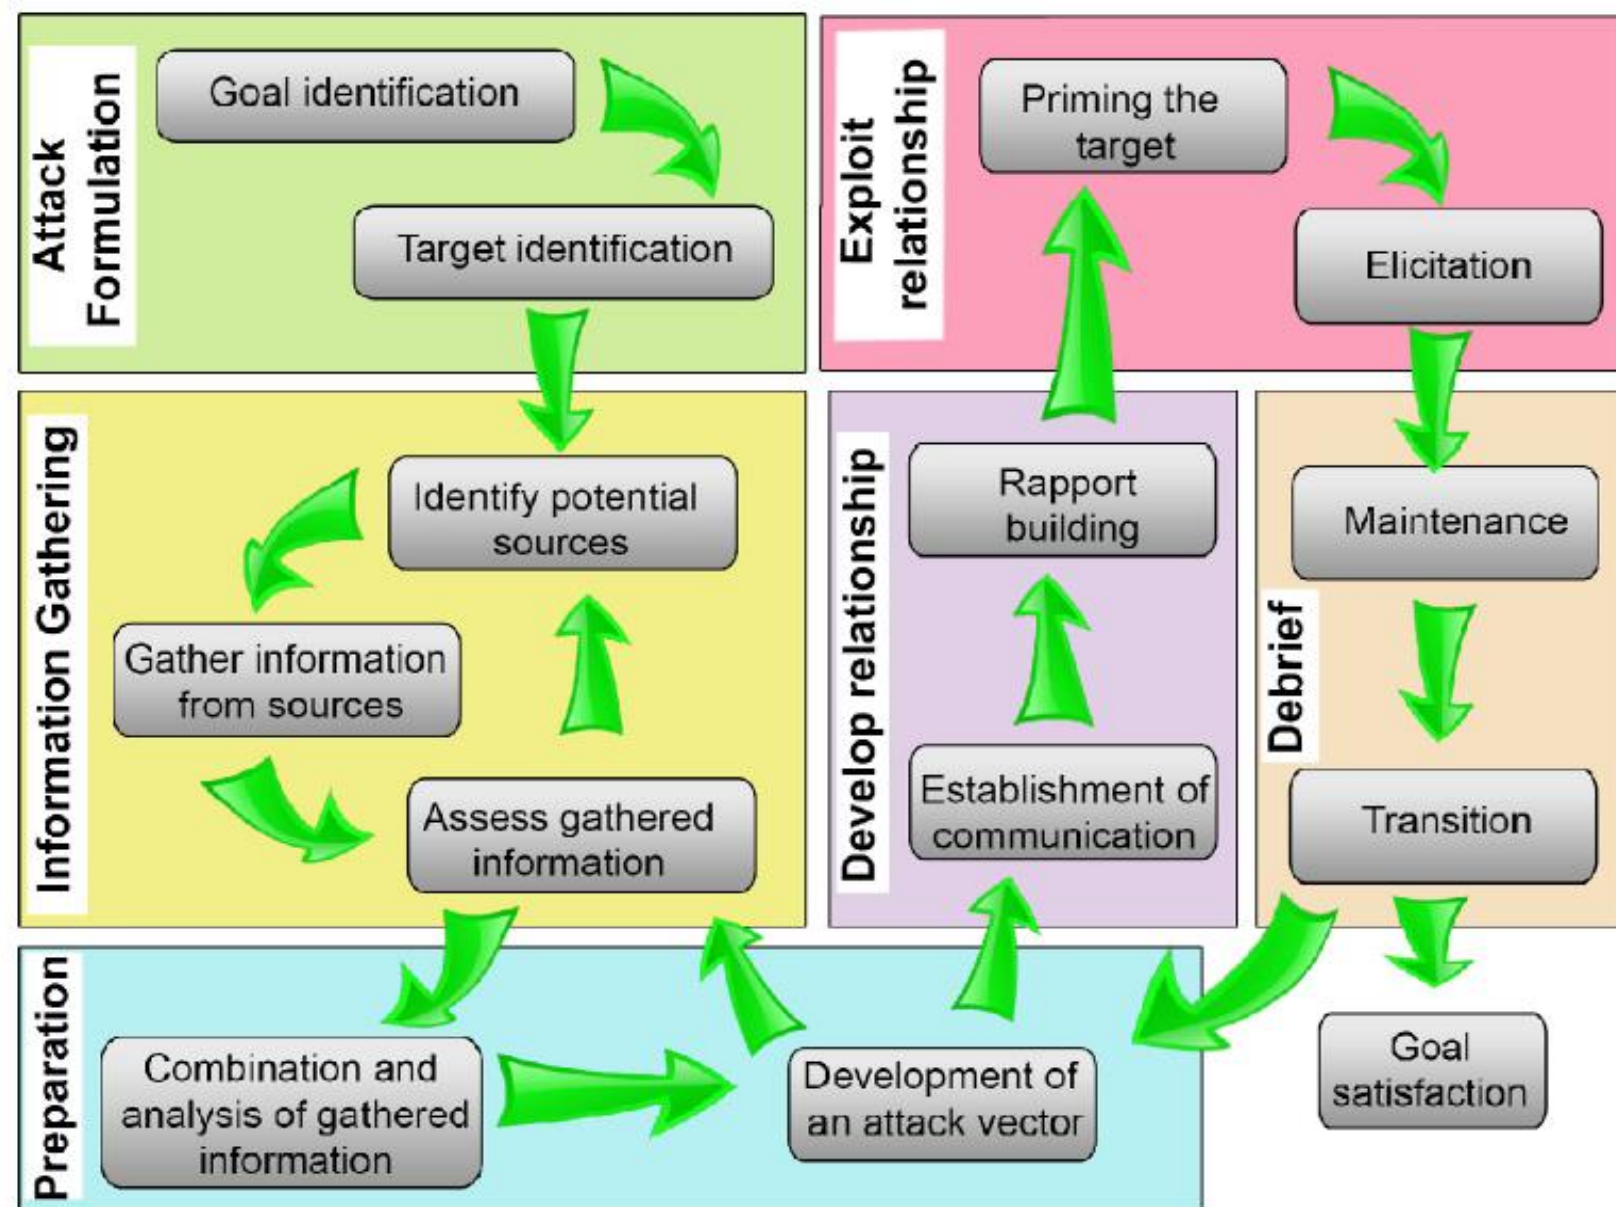 Attack
Formulation
Goal identification
Target identification
Information Gathering
Identify potential
sources
Gather information
from sources
Assess gathered
information
Preparation
Combination and
analysis of gathered
information
Development of
an attack vector
Develop relationship
Establishment of
communication
Rapport
building
Exploit
relationship
Priming the
target
Elicitation
Debrief
Maintenance
Transition
Goal
satisfaction